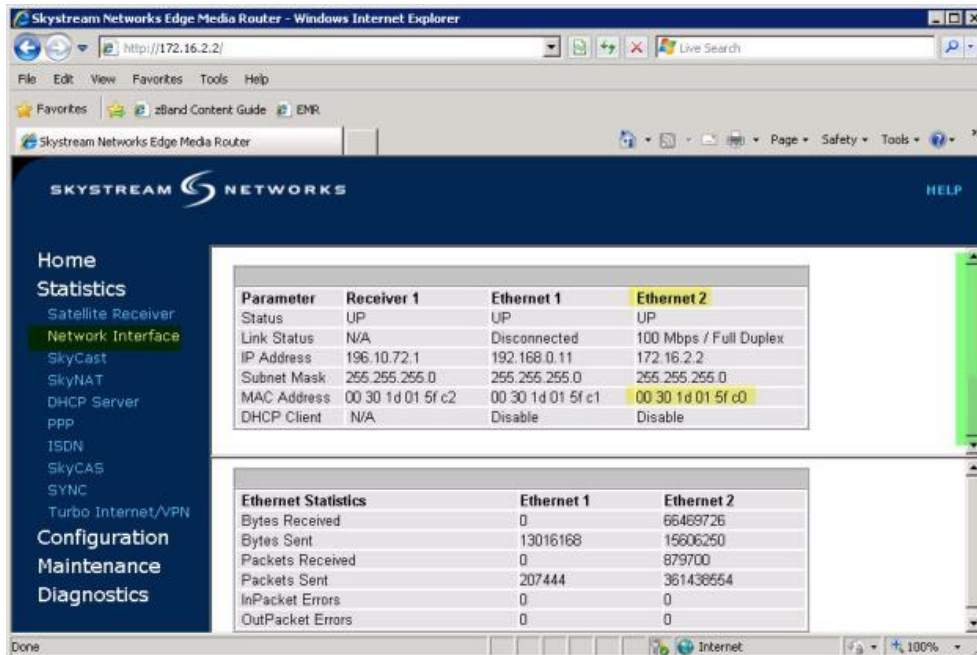 Skystream Networks Edge Media Router - Windows Internet Explorer
http://172.16.2.2/
Live Search
File Edit View Favorites Tools Help
Favorites zBand Content Guide EMR
Skystream Networks Edge Media Router
Page Safety Tools
SKYSTREAM NETWORKS
HELP
Home
Statistics
Satellite Receiver
Network Interface
SkyCast
SkyNAT
DHCP Server
PPP
ISDN
SkyCAS
SYNC
Turbo Internet/VPN
Configuration
Maintenance
Diagnostics
Parameter Receiver 1 Ethernet 1 Ethernet 2
Status UP UP UP
Link Status N/A Disconnected 100 Mbps / Full Duplex
IP Address 196.10.72.1 192.168.0.11 172.16.2.2
Subnet Mask 255.255.255.0 255.255.255.0 255.255.255.0
MAC Address 00 30 1d 01 5f c2 00 30 1d 01 5f c1 00 30 1d 01 5f c0
DHCP Client N/A Disable Disable
Ethernet Statistics Ethernet 1 Ethernet 2
Bytes Received 0 66469726
Bytes Sent 13016168 15606250
Packets Received 0 879700
Packets Sent 207444 361438554
InPacket Errors 0 0
OutPacket Errors 0 0
Done Internet 100%